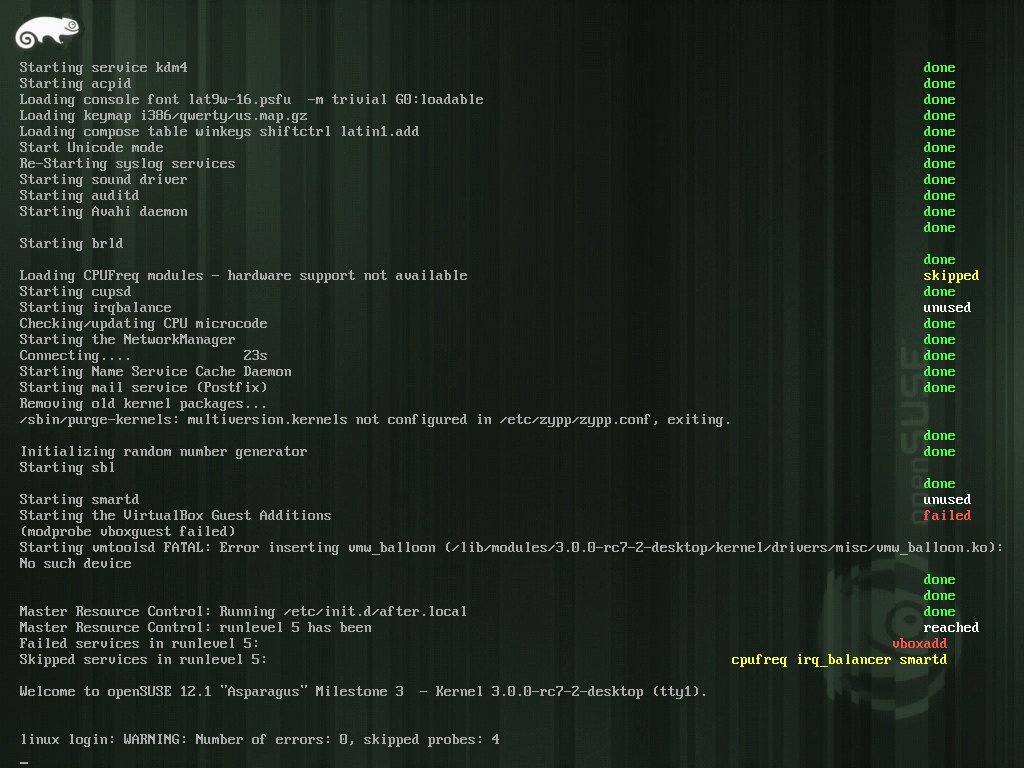 Starting service kdm4 done
Starting acpid done
Loading console font lat9w-16.psfu  -m trivial G0:loadable done
Loading keymap i386/qwerty/us.map.gz done
Loading compose table winkeys shiftctrl latin1.add done
Start Unicode mode done
Re-Starting syslog services done
Starting sound driver done
Starting auditd done
Starting Avahi daemon done
done
Starting brld
done
Loading CPUFreq modules - hardware support not available skipped
Starting cupsd done
Starting irqbalance unused
Checking/updating CPU microcode done
Starting the NetworkManager done
Connecting.... 23s done
Starting Name Service Cache Daemon done
Starting mail service (Postfix) done
Removing old kernel packages...
/sbin/purge-kernels: multiversion.kernels not configured in /etc/zypp/zypp.conf, exiting.
done
Initializing random number generator done
Starting sbl
done
Starting smartd unused
Starting the VirtualBox Guest Additions failed
(modprobe vboxguest failed)
Starting vmtoolsd FATAL: Error inserting vmw_balloon (/lib/modules/3.0.0-rc7-2-desktop/kernel/drivers/misc/vmw_balloon.ko):
No such device
done
done
Master Resource Control: Running /etc/init.d/after.local done
Master Resource Control: runlevel 5 has been reached
Failed services in runlevel 5: vboxadd
Skipped services in runlevel 5: cpufreq irq_balancer smartd
Welcome to openSUSE 12.1 "Asparagus" Milestone 3  - Kernel 3.0.0-rc7-2-desktop (tty1).
linux login: WARNING: Number of errors: 0, skipped probes: 4
_
openSUSE